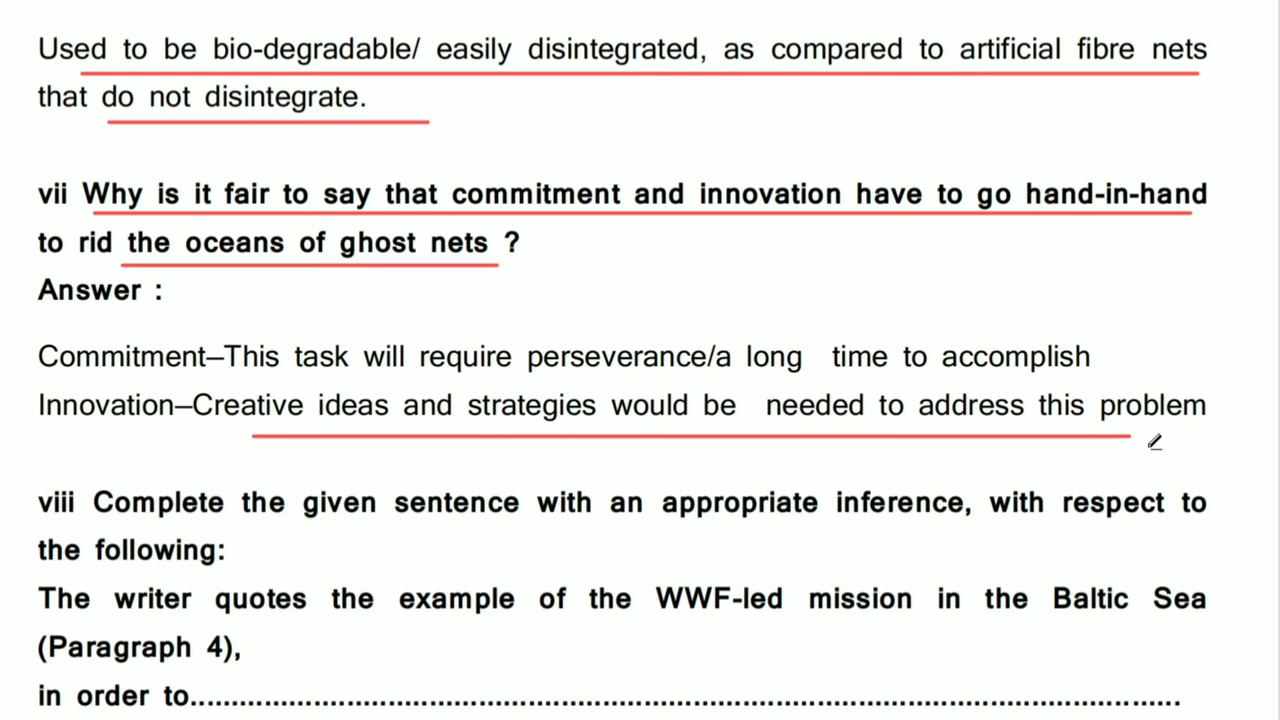 Used to be bio-degradable/ easily disintegrated, as compared to artificial fibre nets
that do not disintegrate.
vii Why is it fair to say that commitment and innovation have to go hand-in-hand
to rid the oceans of ghost nets ?
Answer :
Commitment–This task will require perseverance/a long time to accomplish
Innovation–Creative ideas and strategies would be needed to address this problem
viii Complete the given sentence with an appropriate inference, with respect to
the following:
The writer quotes the example of the WWF-led mission in the Baltic Sea
(Paragraph 4),
in order to..........................................................................................................................